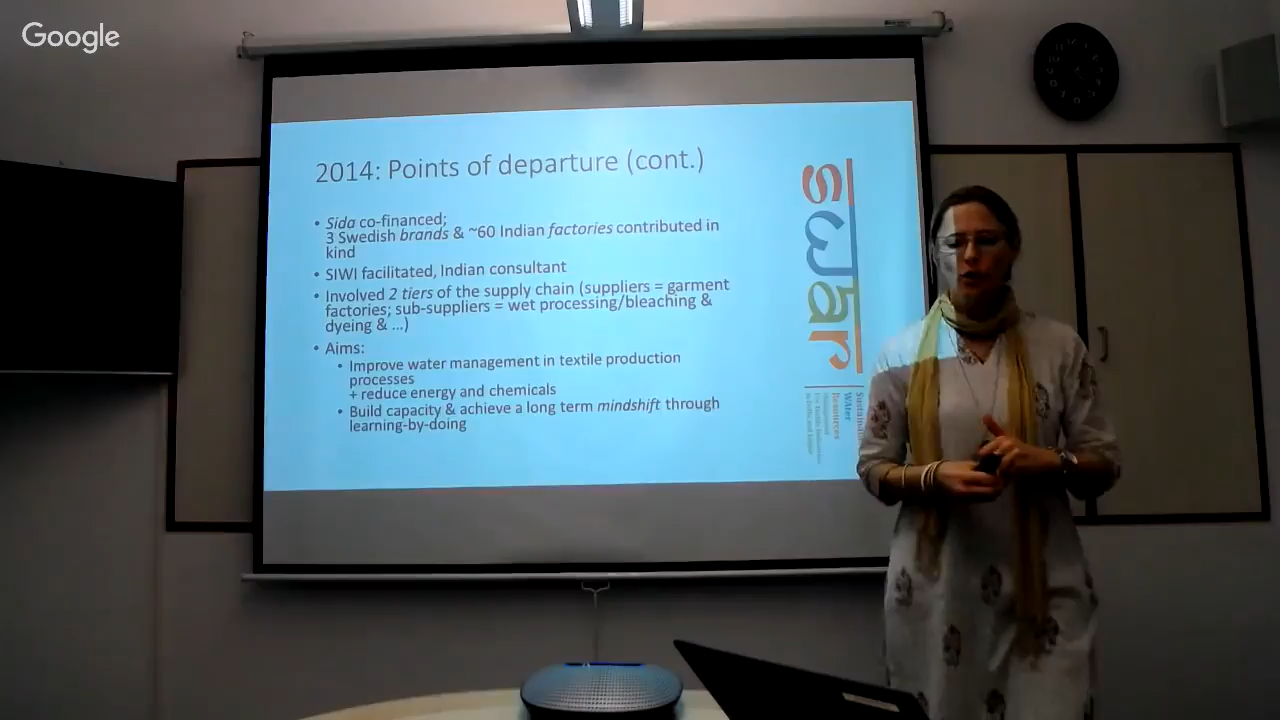 Google
2014: Points of departure (cont.)
• Sida co-financed;
3 Swedish brands & ~60 Indian factories contributed in
kind
• SIWI facilitated, Indian consultant
• Involved 2 tiers of the supply chain (suppliers = garment
factories; sub-suppliers = wet processing/bleaching &
dyeing & ...)
• Aims:
• Improve water management in textile production
processes
+ reduce energy and chemicals
• Build capacity & achieve a long term mindshift through
learning-by-doing
swar
WAter
Resources